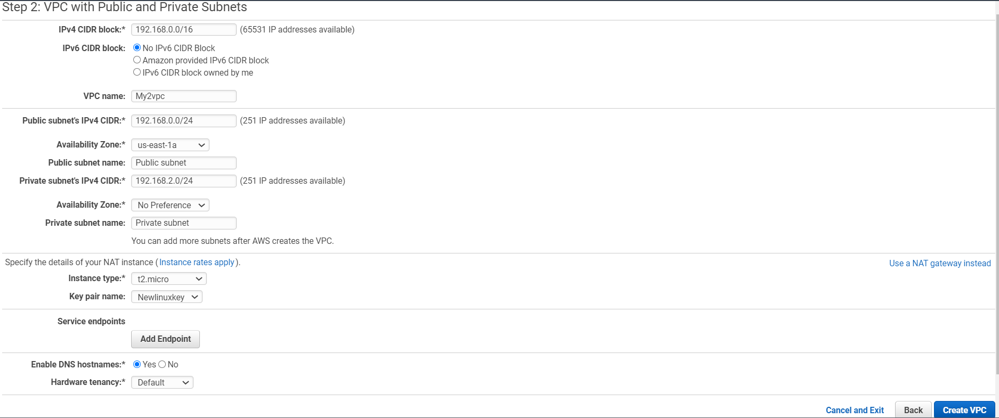 Step 2: VPC with Public and Private Subnets
IPv4 CIDR block:* 192.168.0.0/16 (65531 IP addresses available)
IPv6 CIDR block: No IPv6 CIDR Block
Amazon provided IPv6 CIDR block
IPv6 CIDR block owned by me
VPC name: My2vpc
Public subnet's IPv4 CIDR:* 192.168.0.0/24 (251 IP addresses available)
Availability Zone:* us-east-1a
Public subnet name: Public subnet
Private subnet's IPv4 CIDR:* 192.168.2.0/24 (251 IP addresses available)
Availability Zone:* No Preference
Private subnet name: Private subnet
You can add more subnets after AWS creates the VPC.
Specify the details of your NAT instance (Instance rates apply). Use a NAT gateway instead
Instance type:* t2.micro
Key pair name: Newlinuxkey
Service endpoints
Add Endpoint
Enable DNS hostnames:* Yes No
Hardware tenancy:* Default
Cancel and Exit Back Create VPC